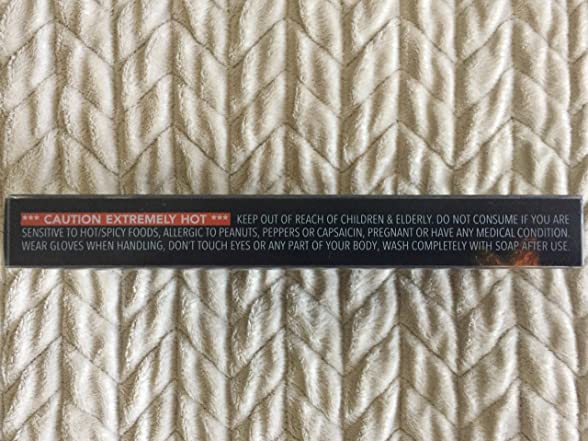 *** CAUTION EXTREMELY HOT *** KEEP OUT OF REACH OF CHILDREN & ELDERLY. DO NOT CONSUME IF YOU ARE
SENSITIVE TO HOT/SPICY FOODS, ALLERGIC TO PEANUTS, PEPPERS OR CAPSAICIN, PREGNANT OR HAVE ANY MEDICAL CONDITION.
WEAR GLOVES WHEN HANDLING, DON'T TOUCH EYES OR ANY PART OF YOUR BODY, WASH COMPLETELY WITH SOAP AFTER USE.